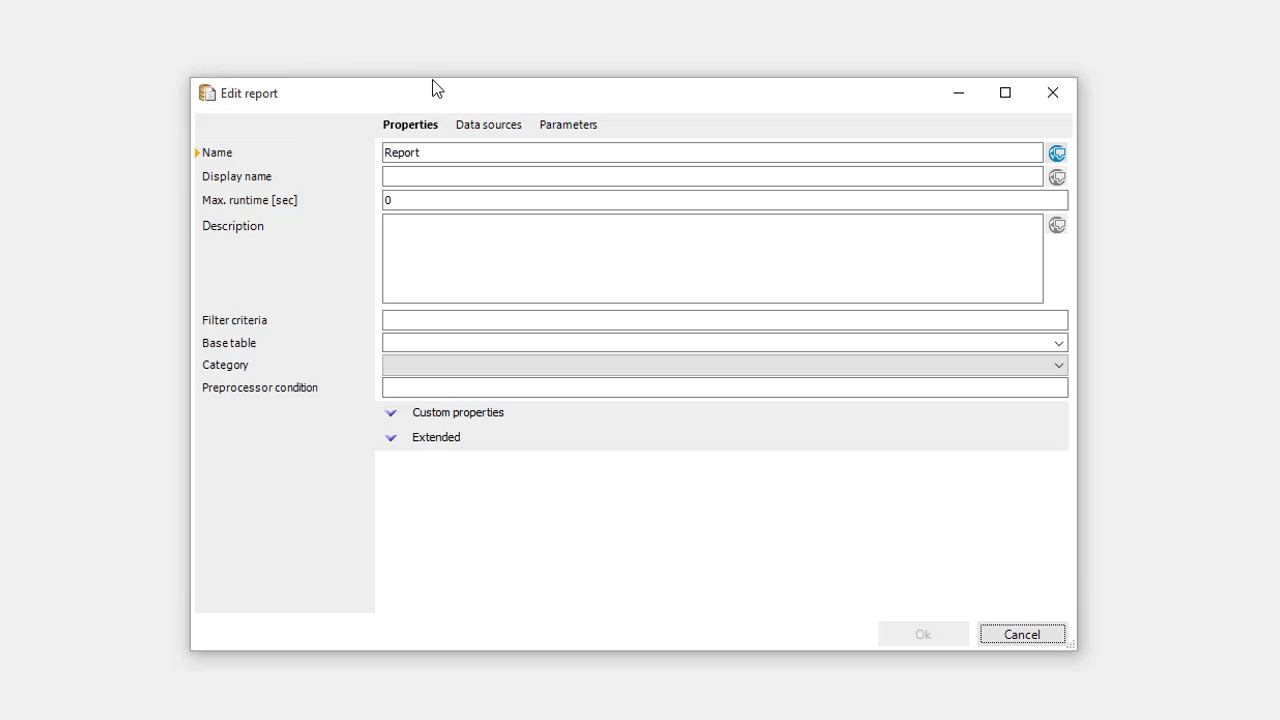 Edit report
Properties Data sources Parameters
Name Report
Display name
Max. runtime [sec] 0
Description
Filter criteria
Base table
Category
Preprocessor condition
Custom properties
Extended
Ok Cancel